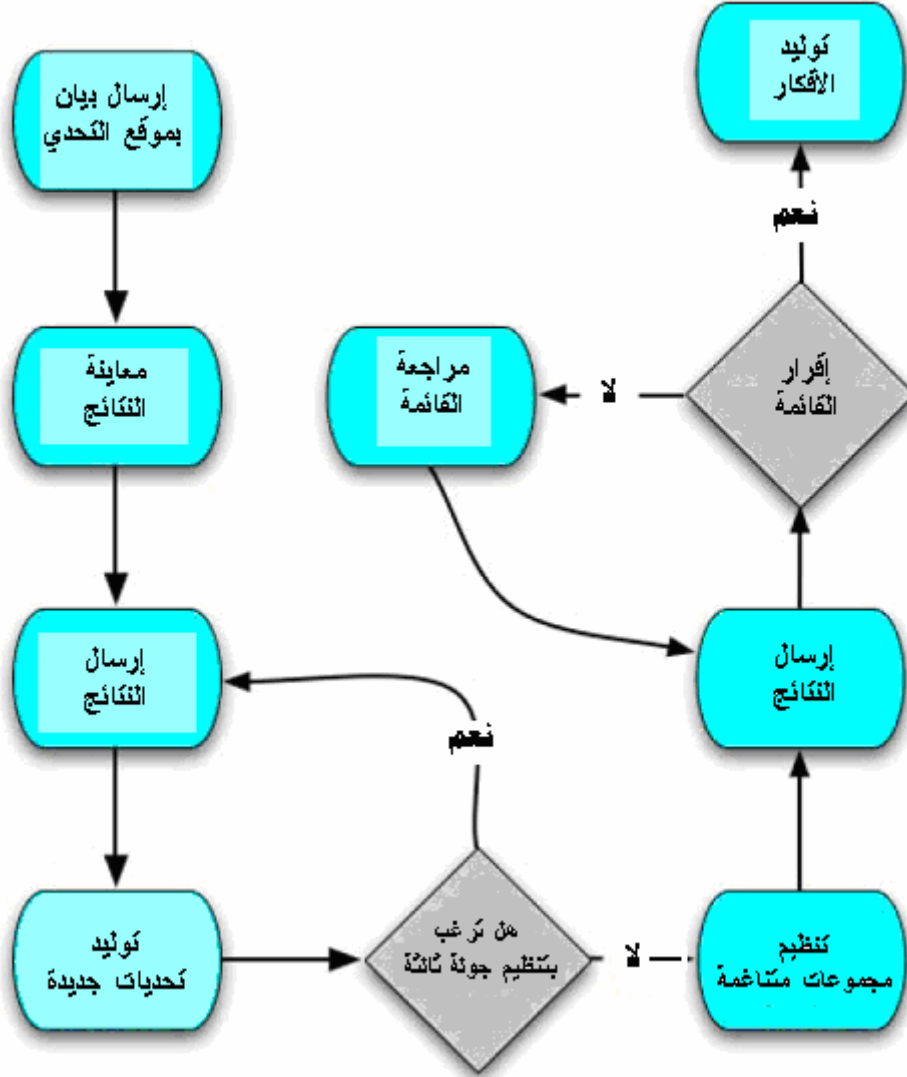 إرسال بيان
بموقع التحدي
معاينة
النتائج
إرسال
النتائج
توليد
تحديات جديدة
هل ترغب
بتنظيم جولة ثالثة
نعم
لا
تنظيم
مجموعات متناغمة
إرسال
النتائج
إقرار
القائمة
لا
مراجعة
القائمة
نعم
توليد
الأفكار